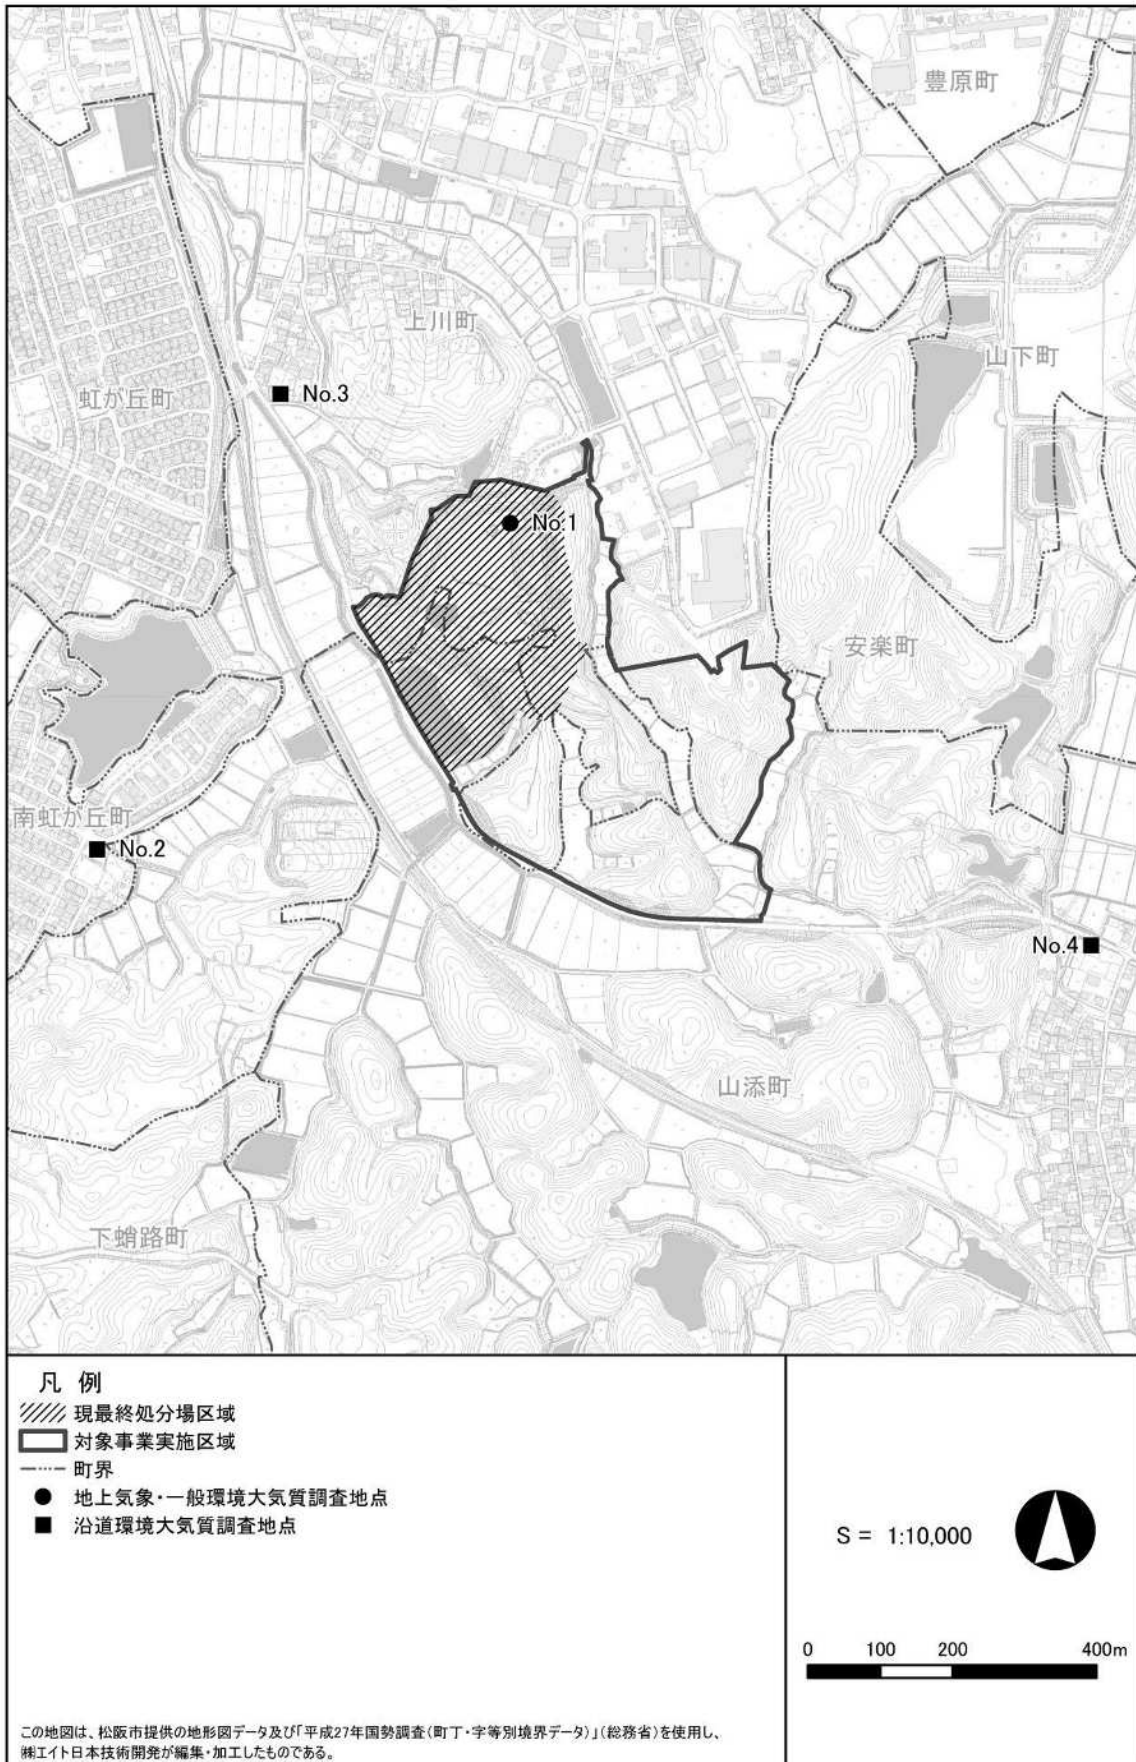 豊原町
上川町
山下町
虹が丘町
No.3
No.1
安楽町
南虹が丘町
No.2
No.4
山添町
下蛸路町
凡 例
現最終処分場区域
対象事業実施区域
町界
地上気象・一般環境大気質調査地点
沿道環境大気質調査地点
S = 1:10,000
0 100 200 400m
この地図は、松阪市提供の地形図データ及び「平成27年国勢調査(町丁・字等別境界データ)」(総務省)を使用し、
㈱エイト日本技術開発が編集・加工したものである。